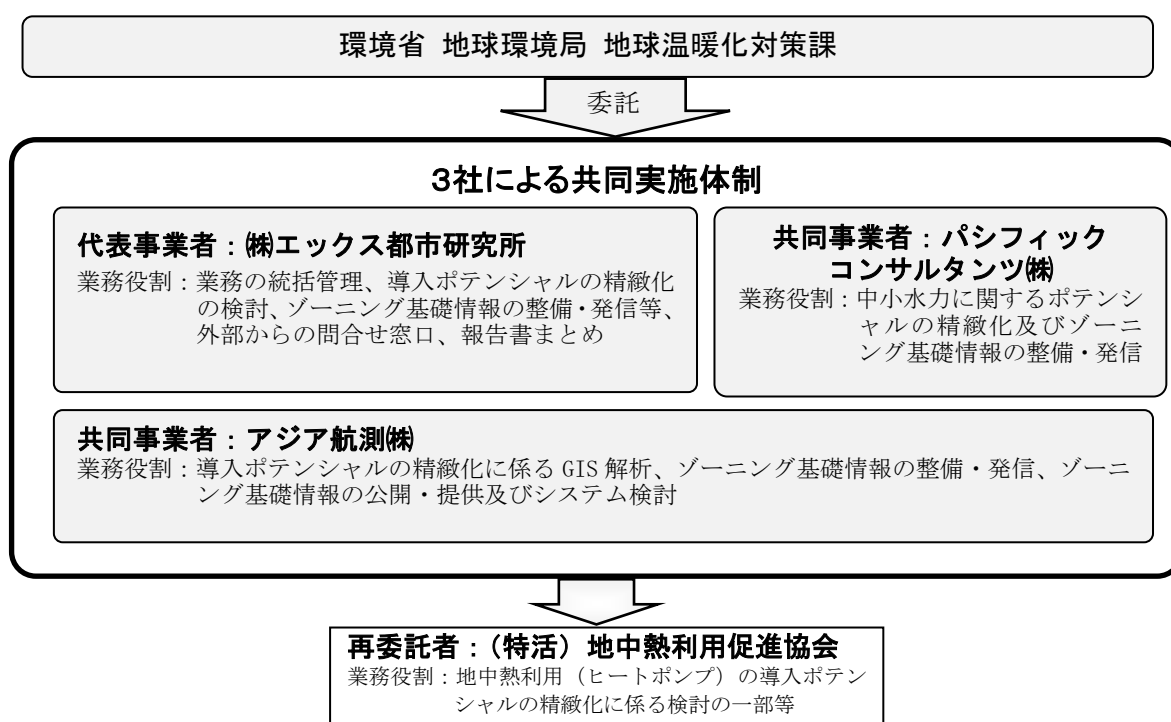 環境省 地球環境局 地球温暖化対策課
委託
3社による共同実施体制
代表事業者：㈱エックス都市研究所
業務役割：業務の統括管理、導入ポテンシャルの精緻化
の検討、ゾーニング基礎情報の整備・発信等、
外部からの問合せ窓口、報告書まとめ
共同事業者：パシフィック
コンサルタンツ㈱
業務役割：中小水力に関するポテンシ
ャルの精緻化及びゾーニ
ング基礎情報の整備・発信
共同事業者：アジア航測㈱
業務役割：導入ポテンシャルの精緻化に係る GIS 解析、ゾーニング基礎情報の整備・発信、ゾーニ
ング基礎情報の公開・提供及びシステム検討
再委託者：（特活）地中熱利用促進協会
業務役割：地中熱利用（ヒートポンプ）の導入ポテン
シャルの精緻化に係る検討の一部等